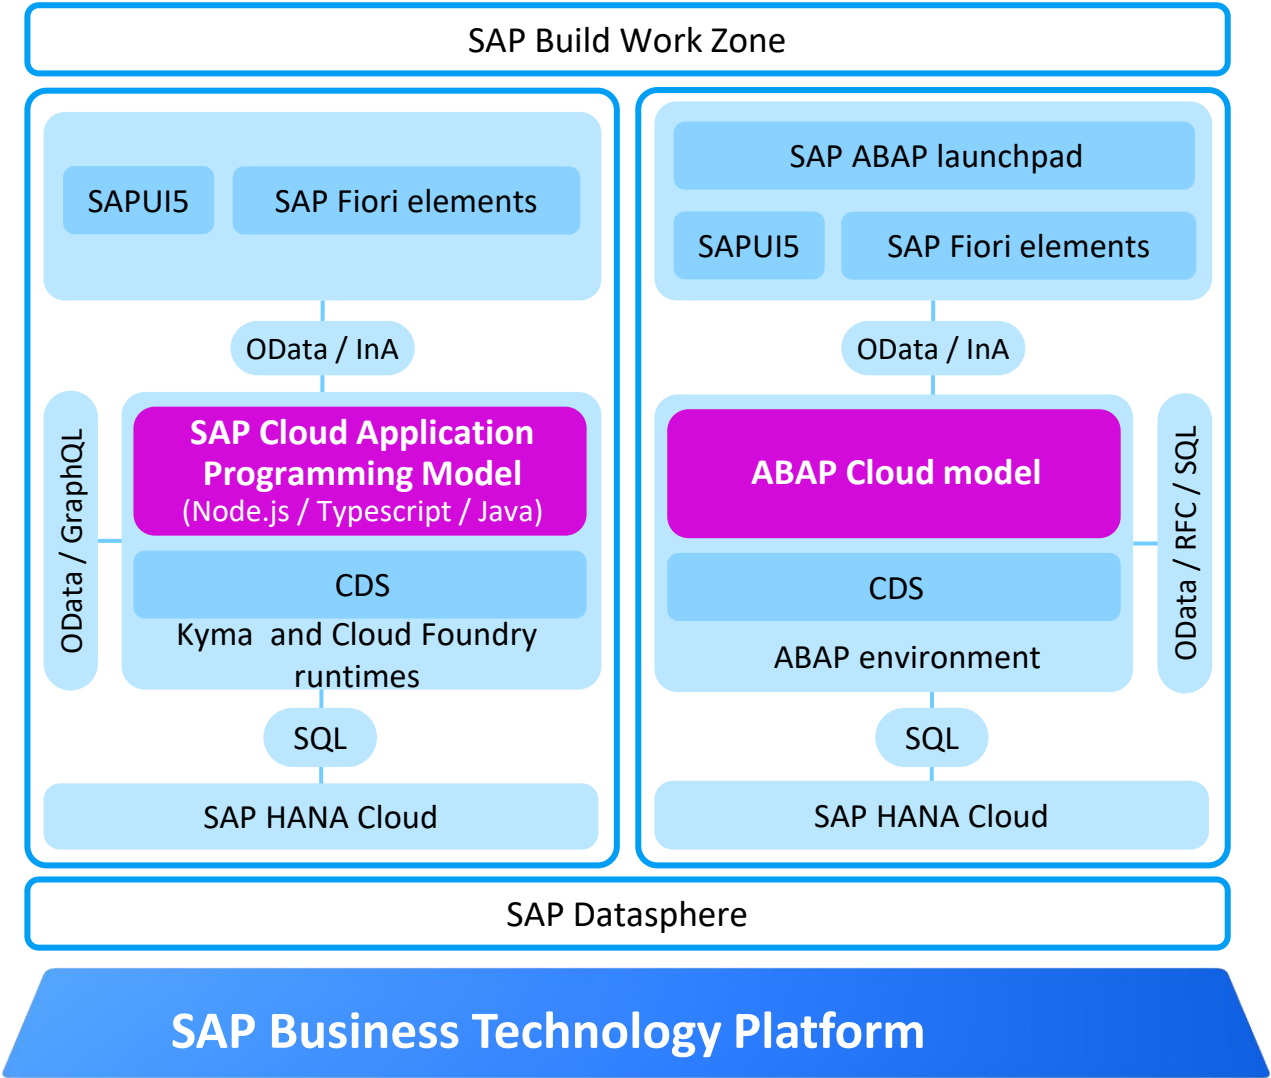 SAP Build Work Zone
SAPUI5
SAP Fiori elements
OData / InA
OData / GraphQL
SAP Cloud Application
Programming Model
(Node.js / Typescript / Java)
CDS
Kyma  and Cloud Foundry
runtimes
SQL
SAP HANA Cloud
SAP ABAP launchpad
SAPUI5
SAP Fiori elements
OData / InA
ABAP Cloud model
CDS
ABAP environment
OData / RFC / SQL
SQL
SAP HANA Cloud
SAP Datasphere
SAP Business Technology Platform